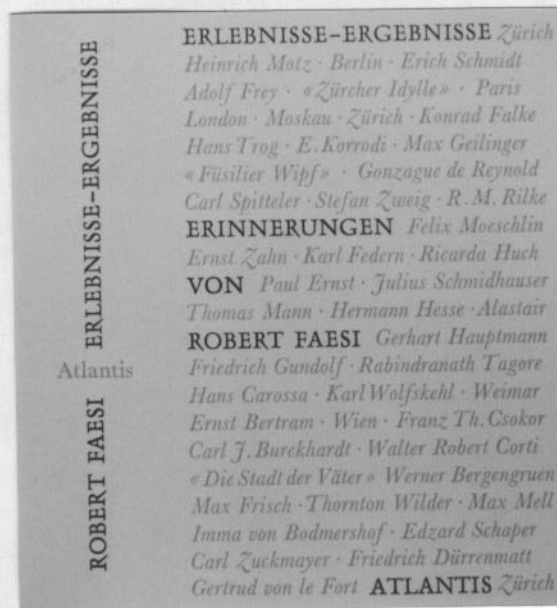 ROBERT FAESI ERLEBNISSE-ERGEBNISSE
Atlantis
ERLEBNISSE-ERGEBNISSE Zürich
Heinrich Motz · Berlin · Erich Schmidt
Adolf Frey · «Zürcher Idylle» · Paris
London · Moskau · Zürich · Konrad Falke
Hans Trog · E. Korrodi · Max Geilinger
«Füsilier Wipf» · Gonzague de Reynold
Carl Spitteler · Stefan Zweig · R. M. Rilke
ERINNERUNGEN Felix Moeschlin
Ernst Zahn · Karl Federn · Ricarda Huch
VON Paul Ernst · Julius Schmidhauser
Thomas Mann · Hermann Hesse · Alastair
ROBERT FAESI Gerhart Hauptmann
Friedrich Gundolf · Rabindranath Tagore
Hans Carossa · Karl Wolfskehl · Weimar
Ernst Bertram · Wien · Franz Th. Csokor
Carl J. Burckhardt · Walter Robert Corti
«Die Stadt der Väter» Werner Bergengruen
Max Frisch · Thornton Wilder · Max Mell
Imma von Bodmershof · Edzard Schaper
Carl Zuckmayer · Friedrich Dürrenmatt
Gertrud von le Fort ATLANTIS Zürich